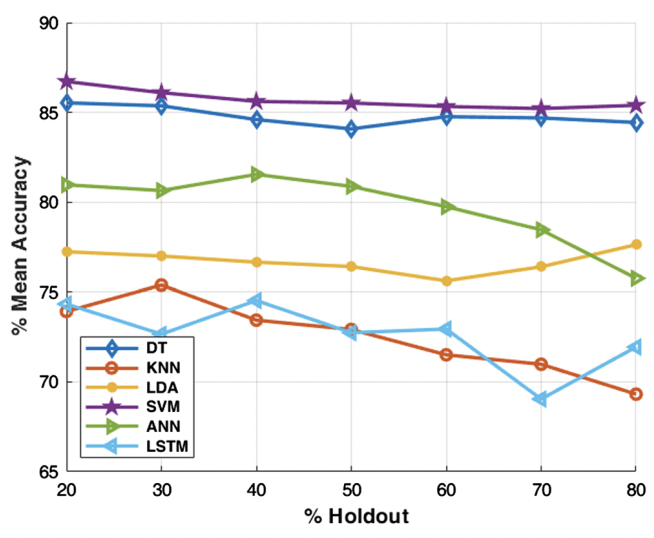 90
85
80
75
70
65
% Mean Accuracy
DT
KNN
LDA
SVM
ANN
LSTM
20 30 40 50 60 70 80
% Holdout